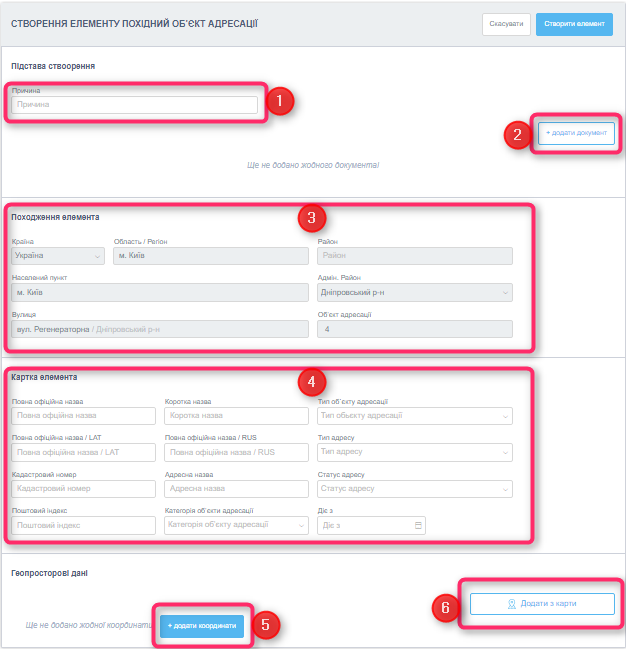 СТВОРЕННЯ ЕЛЕМЕНТУ ПОХІДНИЙ ОБ'ЄКТ АДРЕСАЦІЇ Скасувати Створити елемент
Підстава ствоорення
Причина
Причина
1
2 + додати документ
Ще не додано жодного документа!
Походження елемента 3
Країна Область / Регіон Район
Україна м. Київ Район
Населений пункт Адмін. Район
м. Київ Дніпровський р-н
Вулиця Об'єкт адресації
вул. Регенераторна / Дніпровський р-н 4
Картка елемента 4
Повна офіційна назва Коротка назва Тип об'єкту адресації
Повна офіційна назва Коротка назва Тип обьєкту адресації
Повна офіційна назва / LAT Повна офіційна назва / RUS Тип адресу
Повна офіційна назва / LAT Повна офіційна назва / RUS Тип адресу
Кадастровий номер Адресна назва Статус адресу
Кадастровий номер Адресна назва Статус адресу
Поштовий індекс Категорія об'єкти адресації Діє з
Поштовий індекс Категорія об'єкту адресації Діє з
Геопросторові дані
6 Додати з карти
Ще не додано жодної координати + додати координати 5